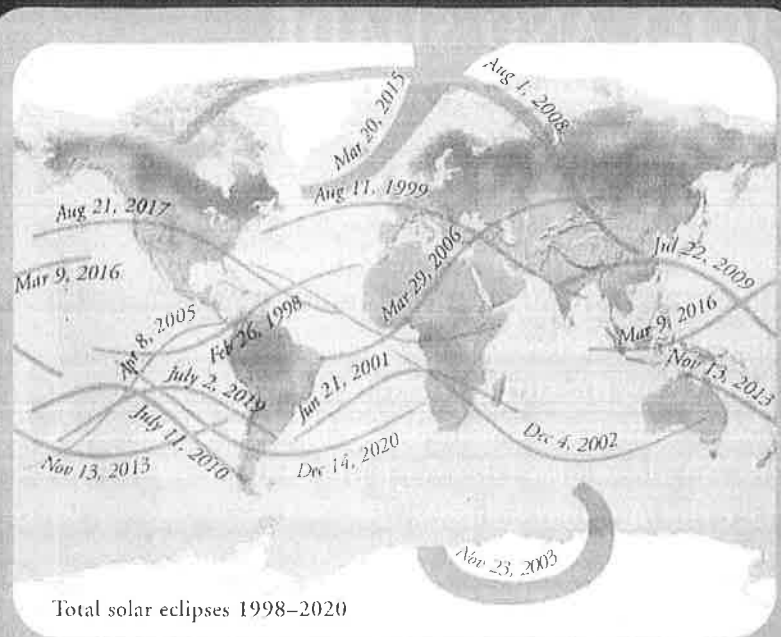 Mar 20, 2015
Aug 1, 2008
Aug 11, 1999
Aug 21, 2017
Mar 29, 2006
Jul 22, 2009
Mar 9, 2016
Apr 8, 2005
Feb 26, 1998
Mar 9, 2016
Nov 13, 2013
July 2, 2019
Jun 21, 2001
July 11, 2010
Nov 13, 2013
Dec 14, 2020
Dec 4, 2002
Nov 23, 2003
Total solar eclipses 1998–2020